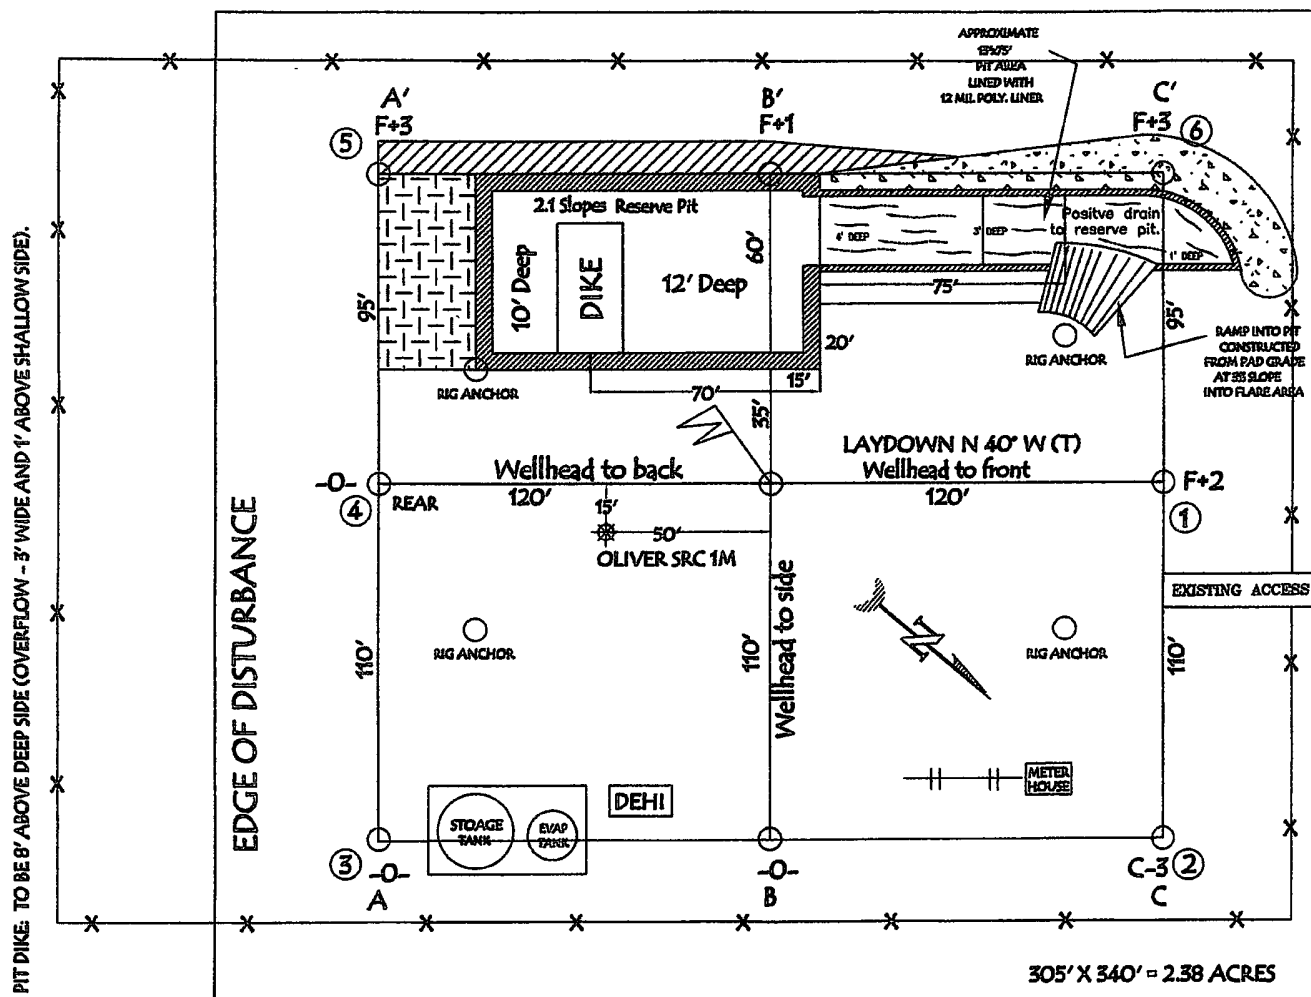 APPROXIMATE
PIT AREA
LINED WITH
12 MIL POLY. LINER
A'
F+3
B'
F+1
C'
F+3
5
6
2.1 Slopes Reserve Pit
10' Deep
DIKE
12' Deep
60'
4' DEEP
3' DEEP
Positve drain
to reserve pit.
1' DEEP
75'
95'
95'
RAMP INTO PIT
CONSTRUCTED
FROM PAD GRADE
SLOPE
INTO FLARE AREA
RIG ANCHOR
RIG ANCHOR
20'
15'
70'
35'
LAYDOWN N 40° W (T)
Wellhead to back
Wellhead to front
-0-
120'
120'
F+2
4
REAR
1
15'
50'
OLIVER SRC 1M
EXISTING ACCESS
Wellhead to side
N
RIG ANCHOR
RIG ANCHOR
110'
110'
110'
METER
HOUSE
DEHI
STOAGE
TANK
EVAP
TANK
3
-0-
A
-0-
B
C-3
2
C
EDGE OF DISTURBANCE
PIT DIKE: TO BE 8' ABOVE DEEP SIDE (OVERFLOW - 3' WIDE AND 1' ABOVE SHALLOW SIDE).
305' X 340' = 2.38 ACRES